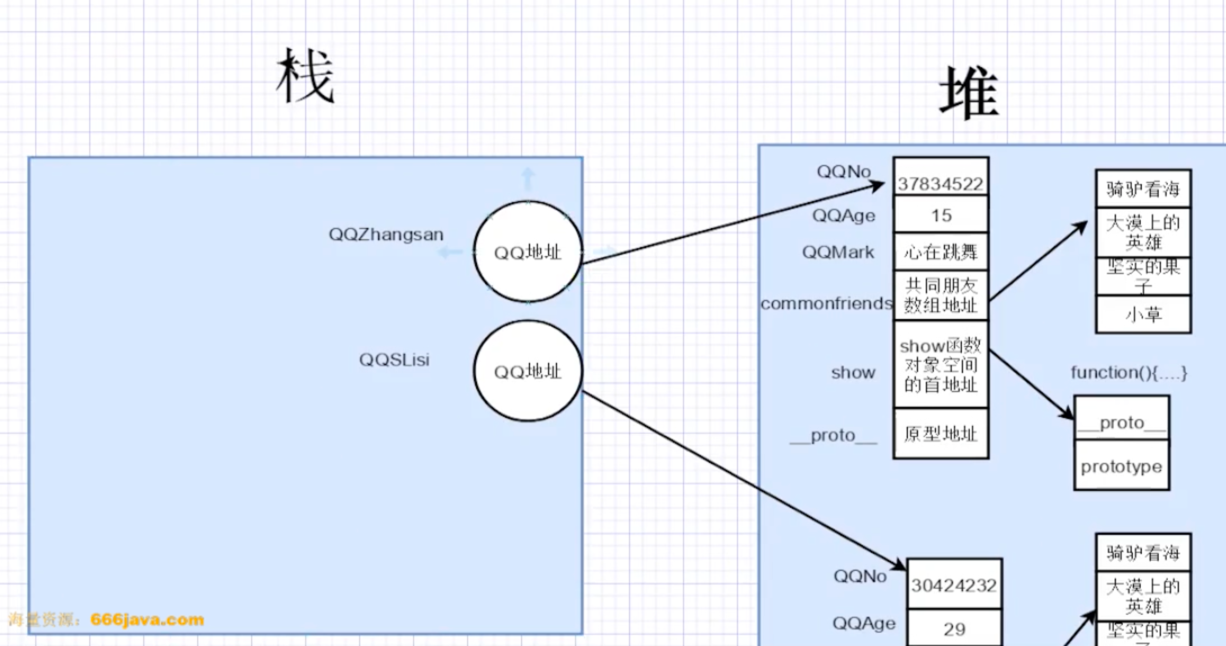 栈
堆
QQZhangsan
QQ地址
QQSLisi
QQ地址
QQNo
37834522
QQAge
15
QQMark
心在跳舞
commonfriends
共同朋友
数组地址
show
show函数
对象空间
的首地址
__proto__
原型地址
骑驴看海
大漠上的
英雄
坚实的果
子
小草
function(){....}
__proto__
prototype
QQNo
30424232
QQAge
29
骑驴看海
大漠上的
英雄
坚实的果
海量资源：666java.com